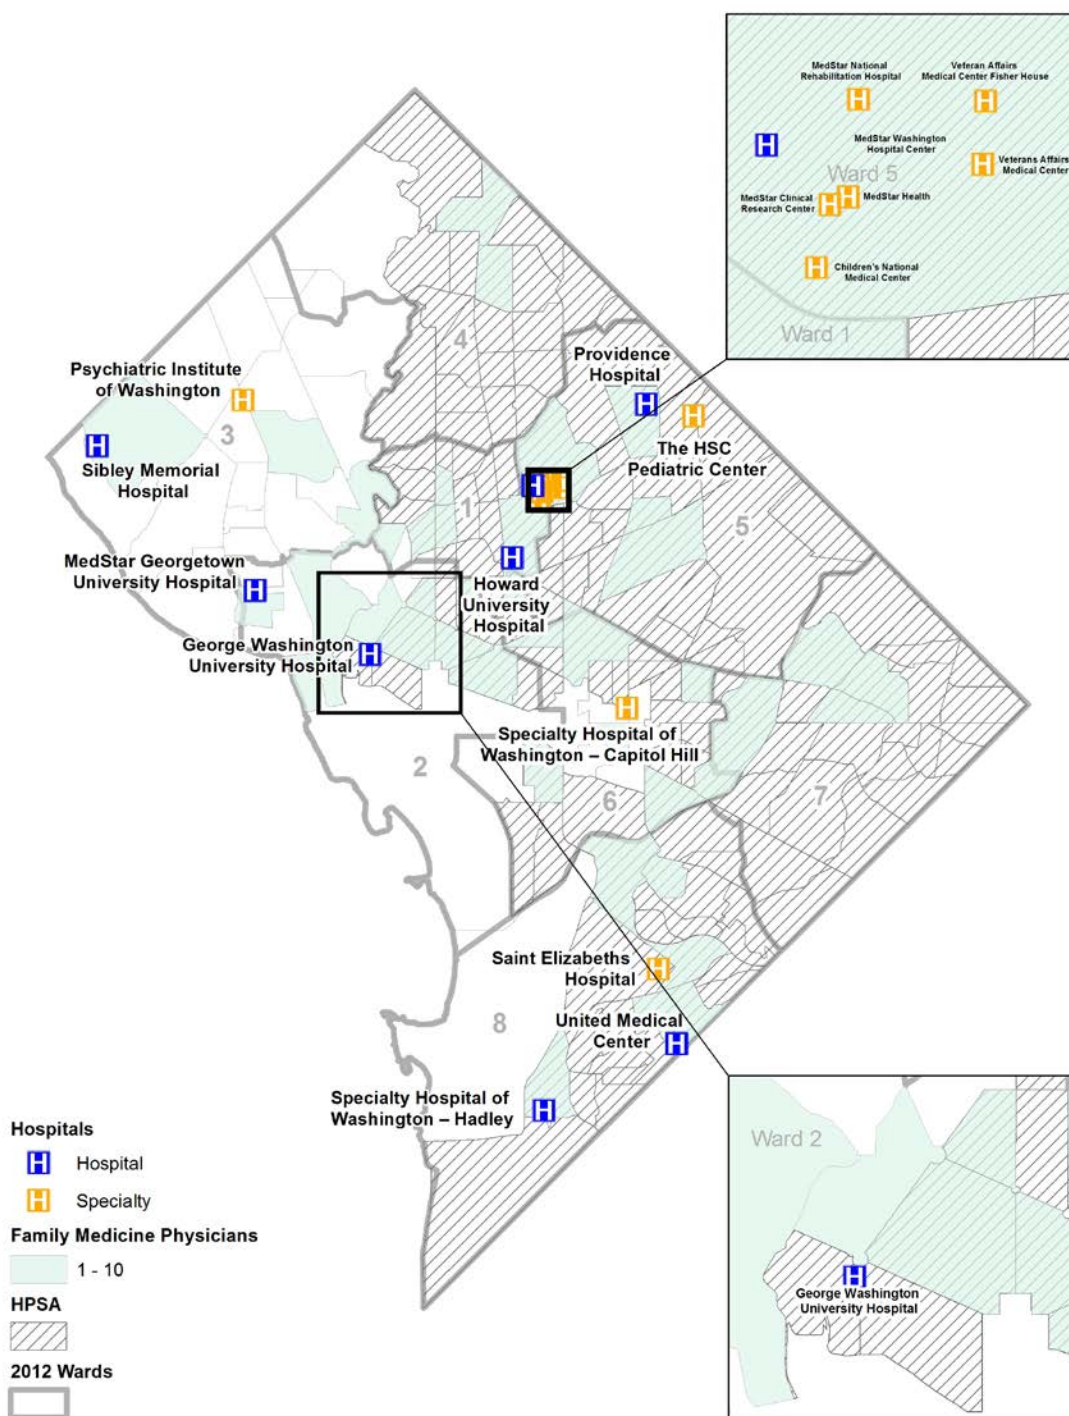 MedStar National
Rehabilitation Hospital
Veteran Affairs
Medical Center Fisher House
H
H
H
MedStar Washington
Hospital Center
H
Veterans Affairs
Medical Center
Ward 5
MedStar Clinical
Research Center
H
H
MedStar Health
H
Children's National
Medical Center
Ward 1
4
Providence
Hospital
H
Psychiatric Institute
of Washington
H
3
H
The HSC
Pediatric Center
H
Sibley Memorial
Hospital
H
1
5
MedStar Georgetown
University Hospital
H
H
Howard
University
Hospital
George Washington
University Hospital
H
H
Specialty Hospital of
Washington – Capitol Hill
2
6
7
Saint Elizabeths
Hospital
H
8
United Medical
Center
H
Specialty Hospital of
Washington – Hadley
H
Ward 2
H
George Washington
University Hospital
Hospitals
H
Hospital
H
Specialty
Family Medicine Physicians
1 - 10
HPSA
2012 Wards